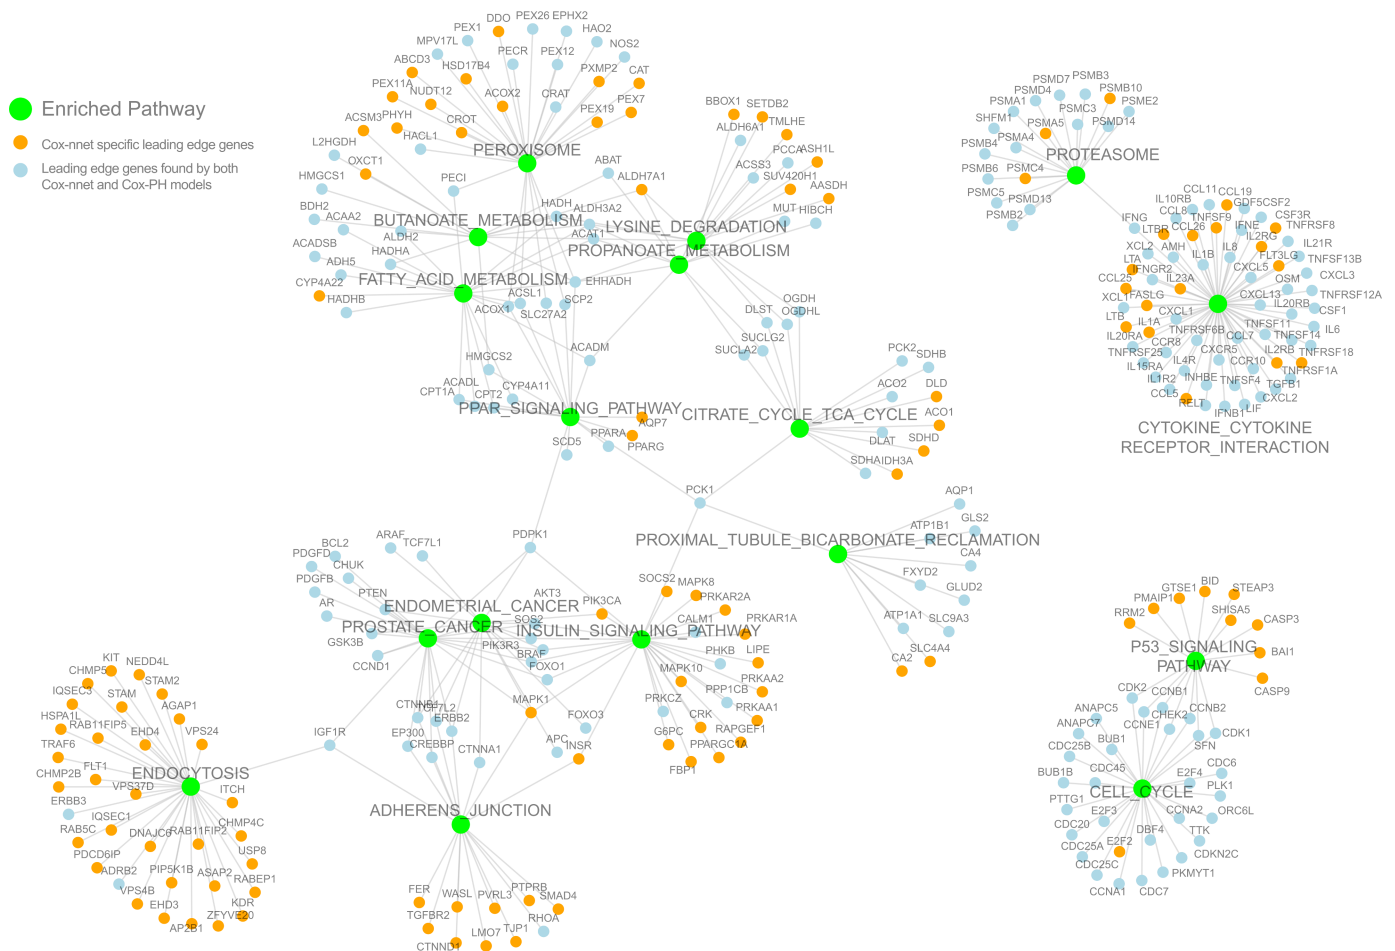 Enriched Pathway
Cox-nnet specific leading edge genes
Leading edge genes found by both
Cox-nnet and Cox-PH models
DDO
PEX26
EPHX2
PEX1
HAO2
MPV17L
PECR
PEX12
NOS2
ABCD3
HSD17B4
PXMP2
CAT
PEX11A
NUDT12
ACOX2
CRAT
PEX19
PEX7
ACSM3
PHYH
CROT
HACL1
PEROXISOME
L2HGDH
OXCT1
HMGCS1
PECI
ABAT
ALDH7A1
BDH2
ACAA2
ALDH2
HADH
ALDH3A2
ACAT1
BUTANOATE_METABOLISM
ACADSB
ADH5
HADHA
CYP4A22
HADHB
FATTY_ACID_METABOLISM
EHHADH
ACSL1
SCP2
ACOX1
SLC27A2
BBOX1
SETDB2
ALDH6A1
TMLHE
PCCA
ASH1L
ACSS3
SUV420H1
AASDH
MUT
HIBCH
LYSINE_DEGRADATION
PROPANOATE_METABOLISM
OGDH
DLST
OGDHL
SUCLG2
SUCLA2
HMGCS2
ACADM
ACADL
CYP4A11
CPT1A
CPT2
PPAR_SIGNALING_PATHWAY
AQP7
PPARA
PPARG
SCD5
PCK2
SDHB
ACO2
DLD
CITRATE_CYCLE_TCA_CYCLE
ACO1
DLAT
SDHD
SDHA
IDH3A
PCK1
PSMD7
PSMB3
PSMD4
PSMB10
PSMA1
PSMC3
PSME2
SHFM1
PSMA5
PSMD14
PSMA4
PSMB4
PROTEASOME
PSMB6
PSMC4
PSMC5
PSMD13
PSMB2
CCL11
CCL19
IL10RB
GDF5
CSF2
IFNG
CCL8
TNFSF9
CSF3R
LTBR
CCL26
IFNE
TNFRSF8
XCL2
AMH
IL8
IL2RG
IL21R
LTA
IFNGR2
IL1B
FLT3LG
TNFSF13B
CCL25
IL23A
CXCL5
OSM
CXCL3
XCL1
FASLG
CXCL13
IL20RB
TNFRSF12A
LTB
IL1A
CXCL1
CSF1
IL20RA
TNFRSF6B
TNFSF11
IL6
TNFRSF25
CCR8
CCL7
TNFSF14
IL15RA
IL4R
CXCR5
IL2RB
TNFRSF18
IL1R2
INHBE
CCR10
TNFRSF1A
CCL5
TNFSF4
TGFB1
RELT
IFNB1
LIF
CXCL2
CYTOKINE_CYTOKINE
RECEPTOR_INTERACTION
AQP1
ATP1B1
GLS2
PROXIMAL_TUBULE_BICARBONATE_RECLAMATION
CA4
FXYD2
GLUD2
ATP1A1
SLC9A3
SLC4A4
CA2
PDPK1
ARAF
TCF7L1
BCL2
PDGFD
CHUK
PTEN
PDGFB
AKT3
PIK3CA
AR
ENDOMETRIAL_CANCER
SOS2
PROSTATE_CANCER
GSK3B
PIK3R3
BRAF
CCND1
FOXO1
SOCS2
MAPK8
PRKAR2A
CALM1
PRKAR1A
INSULIN_SIGNALING_PATHWAY
PHKB
LIPE
MAPK10
PPP1CB
PRKAA2
PRKCZ
PRKAA1
CRK
RAPGEF1
G6PC
PPARGC1A
FBP1
MAPK1
FOXO3
CTNNB1
TCF7L2
ERBB2
EP300
CREBBP
CTNNA1
APC
INSR
IGF1R
ADHERENS_JUNCTION
FER
WASL
PVRL3
PTPRB
SMAD4
TGFBR2
RHOA
CTNND1
LMO7
TJP1
KIT
NEDD4L
CHMP5
STAM2
IQSEC3
STAM
AGAP1
HSPA1L
RAB11FIP5
EHD4
VPS24
TRAF6
FLT1
ENDOCYTOSIS
CHMP2B
VPS37D
ITCH
ERBB3
IQSEC1
RAB5C
DNAJC6
RAB11FIP2
CHMP4C
PDCD6IP
USP8
ADRB2
PIP5K1B
ASAP2
RABEP1
VPS4B
KDR
EHD3
ZFYVE20
AP2B1
BID
STEAP3
GTSE1
PMAIP1
SHISA5
RRM2
CASP3
P53_SIGNALING
PATHWAY
BAI1
CASP9
CDK2
CCNB1
ANAPC5
CCNB2
ANAPC7
CCNE1
CHEK2
CDK1
CDC25B
BUB1
SFN
BUB1B
CDC45
E2F4
CDC6
PLK1
CELL_CYCLE
PTTG1
E2F3
CCNA2
ORC6L
CDC20
DBF4
TTK
CDC25A
E2F2
CDKN2C
CDC25C
PKMYT1
CCNA1
CDC7